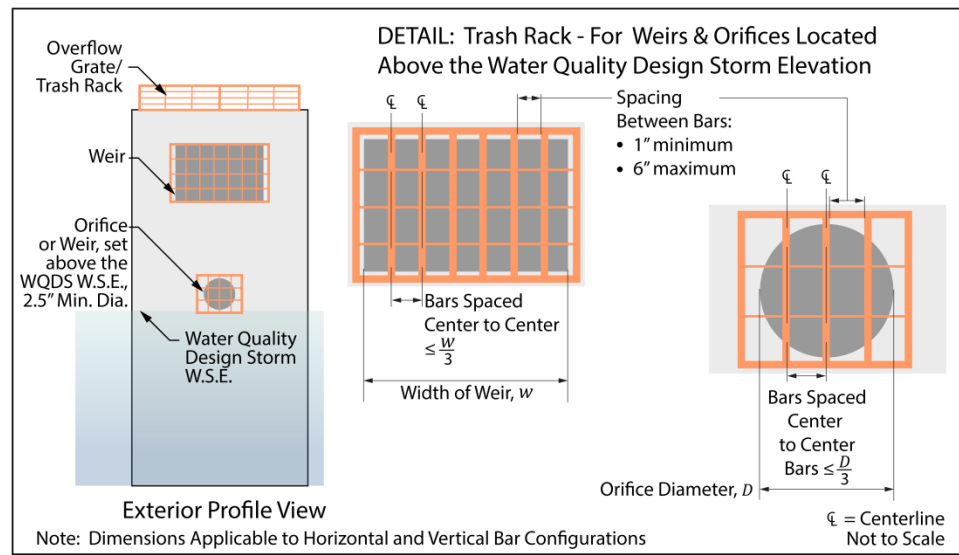 DETAIL: Trash Rack - For Weirs & Orifices Located
Above the Water Quality Design Storm Elevation
Overflow
Grate/
Trash Rack
Weir
Orifice
or Weir, set
above the
WQDS W.S.E.,
2.5” Min. Dia.
Water Quality
Design Storm
W.S.E.
Exterior Profile View
℄ ℄
Bars Spaced
Center to Center
≤ w/3
Width of Weir, w
Spacing
Between Bars:
• 1” minimum
• 6” maximum
℄ ℄
Bars Spaced
Center
to Center
Bars ≤ D/3
Orifice Diameter, D
℄ = Centerline
Not to Scale
Note: Dimensions Applicable to Horizontal and Vertical Bar Configurations